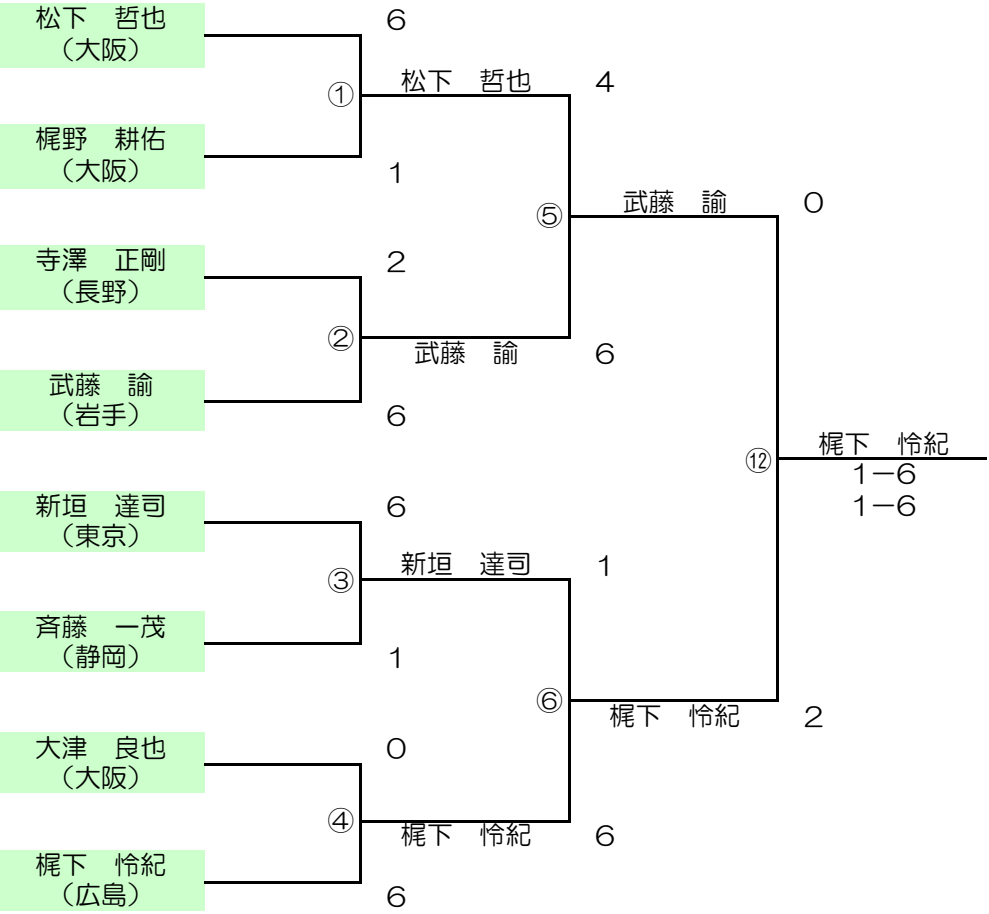 松下　哲也
（大阪）
６
①
松下　哲也
４
梶野　耕佑
（大阪）
１
⑤
武藤　諭
０
寺澤　正剛
（長野）
２
②
武藤　諭
６
武藤　諭
（岩手）
６
⑫
梶下　怜紀
１－６
１－６
新垣　達司
（東京）
６
③
新垣　達司
１
斉藤　一茂
（静岡）
１
⑥
梶下　怜紀
２
大津　良也
（大阪）
０
④
梶下　怜紀
６
梶下　怜紀
（広島）
６